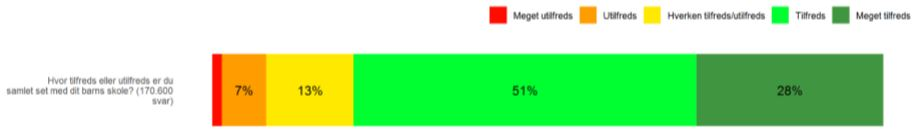 Meget utilfreds Utilfreds Hverken tilfreds/utilfreds Tilfreds Meget tilfreds
Hvor tilfreds eller utilfreds er du
samlet set med dit barns skole? (170.600
svar)
7% 13% 51% 28%